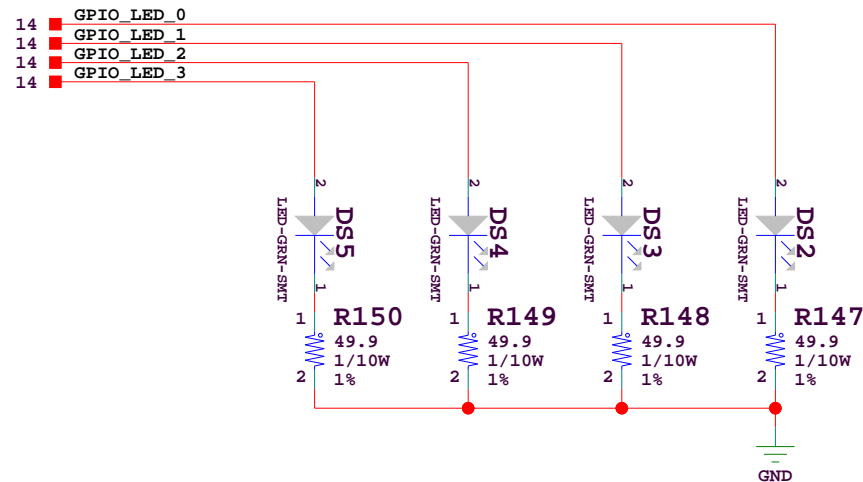 14 GPIO_LED_0
14 GPIO_LED_1
14 GPIO_LED_2
14 GPIO_LED_3
2
LED-GRN-SMT
DS5
1
2
LED-GRN-SMT
DS4
1
2
LED-GRN-SMT
DS3
1
2
LED-GRN-SMT
DS2
1
1 R150
49.9
1/10W
2 1%
1 R149
49.9
1/10W
2 1%
1 R148
49.9
1/10W
2 1%
1 R147
49.9
1/10W
2 1%
GND